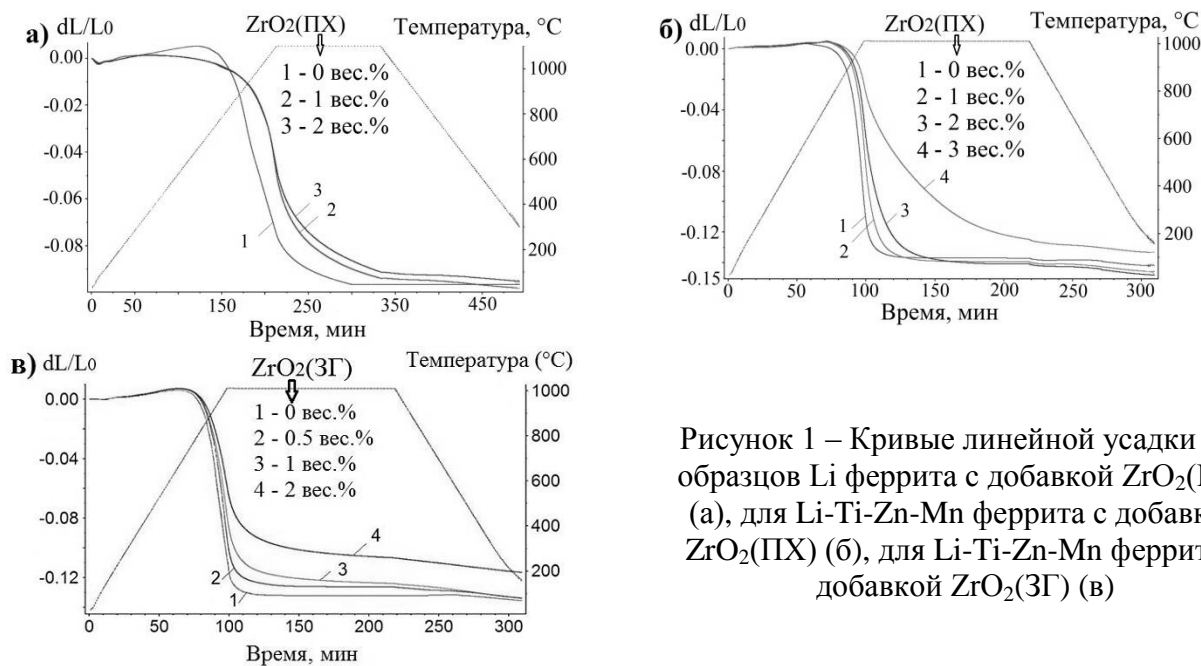 а) dL/L0 ZrO2(ПХ) Температура, °C
1 - 0 вес.%
2 - 1 вес.%
3 - 2 вес.%
0.00
-0.02
-0.04
-0.06
-0.08
1000
800
600
400
200
1
2
3
0 50 150 250 350 450
Время, мин
б) dL/L0 ZrO2(ПХ) Температура, °C
1 - 0 вес.%
2 - 1 вес.%
3 - 2 вес.%
4 - 3 вес.%
0.00
-0.04
-0.08
-0.12
-0.15
1000
800
600
400
200
1
2
3
4
0 50 100 150 200 250 300
Время, мин
в) dL/L0 ZrO2(ЗГ) Температура (°C)
1 - 0 вес.%
2 - 0.5 вес.%
3 - 1 вес.%
4 - 2 вес.%
0.00
-0.04
-0.08
-0.12
1000
800
600
400
200
1
2
3
4
0 50 100 150 200 250 300
Время, мин
Рисунок 1 – Кривые линейной усадки
образцов Li феррита с добавкой ZrO2(
(а), для Li-Ti-Zn-Mn феррита с добавк
ZrO2(ПХ) (б), для Li-Ti-Zn-Mn феррит
добавкой ZrO2(ЗГ) (в)